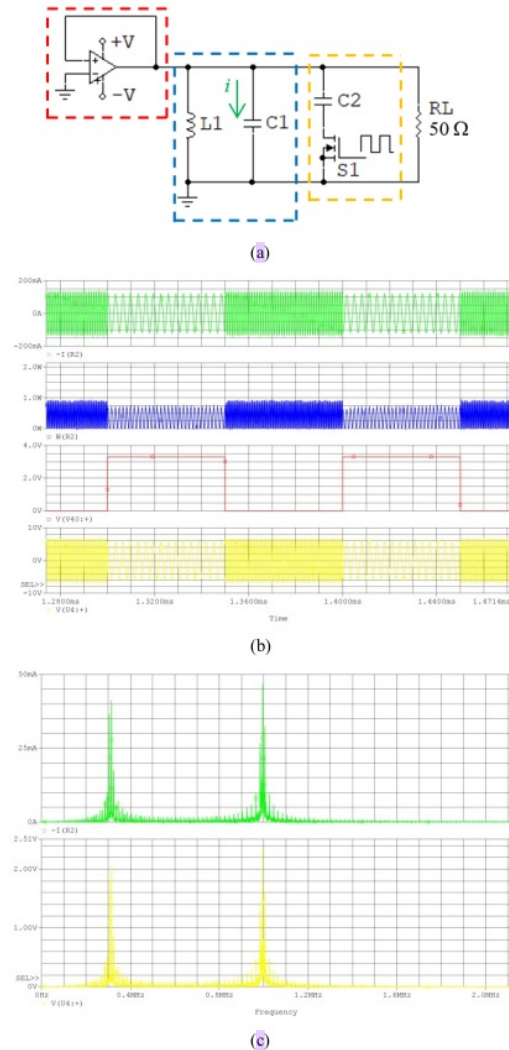 +V
-V
i
L1
C1
C2
S1
RL
50 Ω
(a)
200mA
0A
-200mA
-I(R2)
2.0W
1.0W
0W
W(R2)
4.0V
2.0V
0V
V(V40:+)
10V
0V
SEL>>
-10V
V(U4:+)
1.2800ms 1.3200ms 1.3600ms 1.4000ms 1.4400ms 1.4714ms
Time
(b)
50mA
25mA
0A
-I(R2)
2.51V
2.00V
1.00V
SEL>>
0V
V(U4:+)
0Hz 0.4MHz 0.8MHz 1.2MHz 1.6MHz 2.0MHz
Frequency
(c)